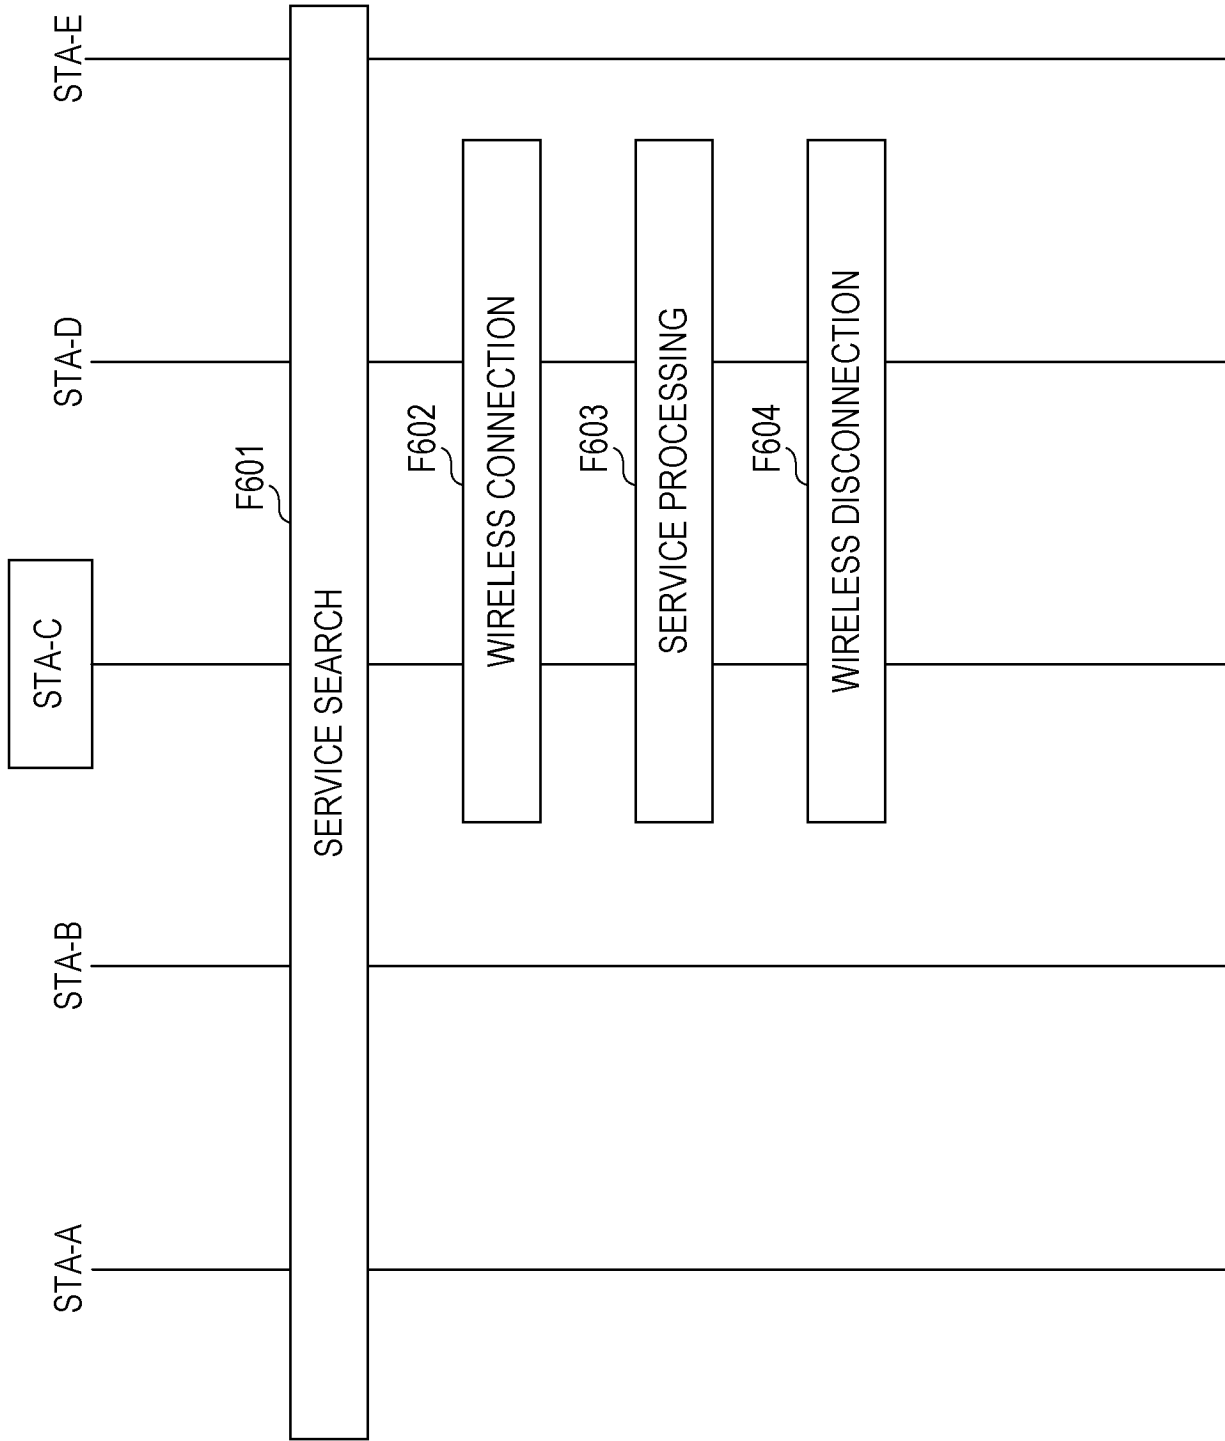 STA-A
STA-B
STA-C
STA-D
STA-E
F601
SERVICE SEARCH
F602
WIRELESS CONNECTION
F603
SERVICE PROCESSING
F604
WIRELESS DISCONNECTION